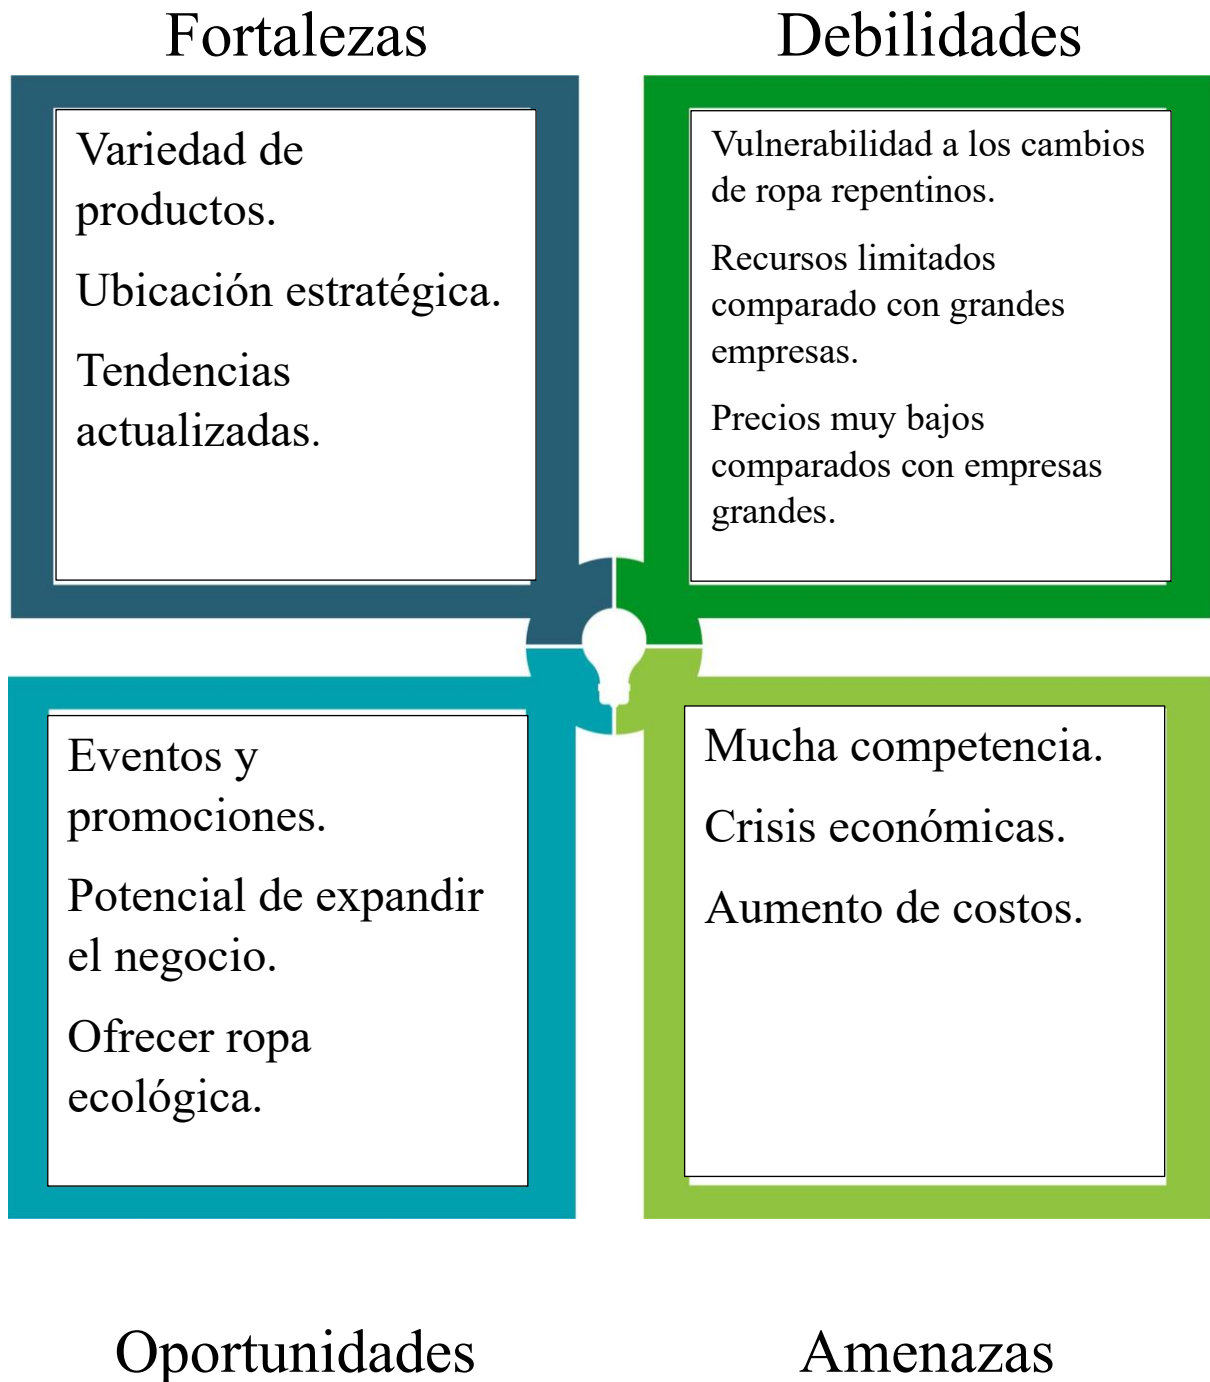 Fortalezas
Variedad de
productos.
Ubicación estratégica.
Tendencias
actualizadas.
Debilidades
Vulnerabilidad a los cambios
de ropa repentinos.
Recursos limitados
comparado con grandes
empresas.
Precios muy bajos
comparados con empresas
grandes.
Eventos y
promociones.
Potencial de expandir
el negocio.
Ofrecer ropa
ecológica.
Oportunidades
Mucha competencia.
Crisis económicas.
Aumento de costos.
Amenazas